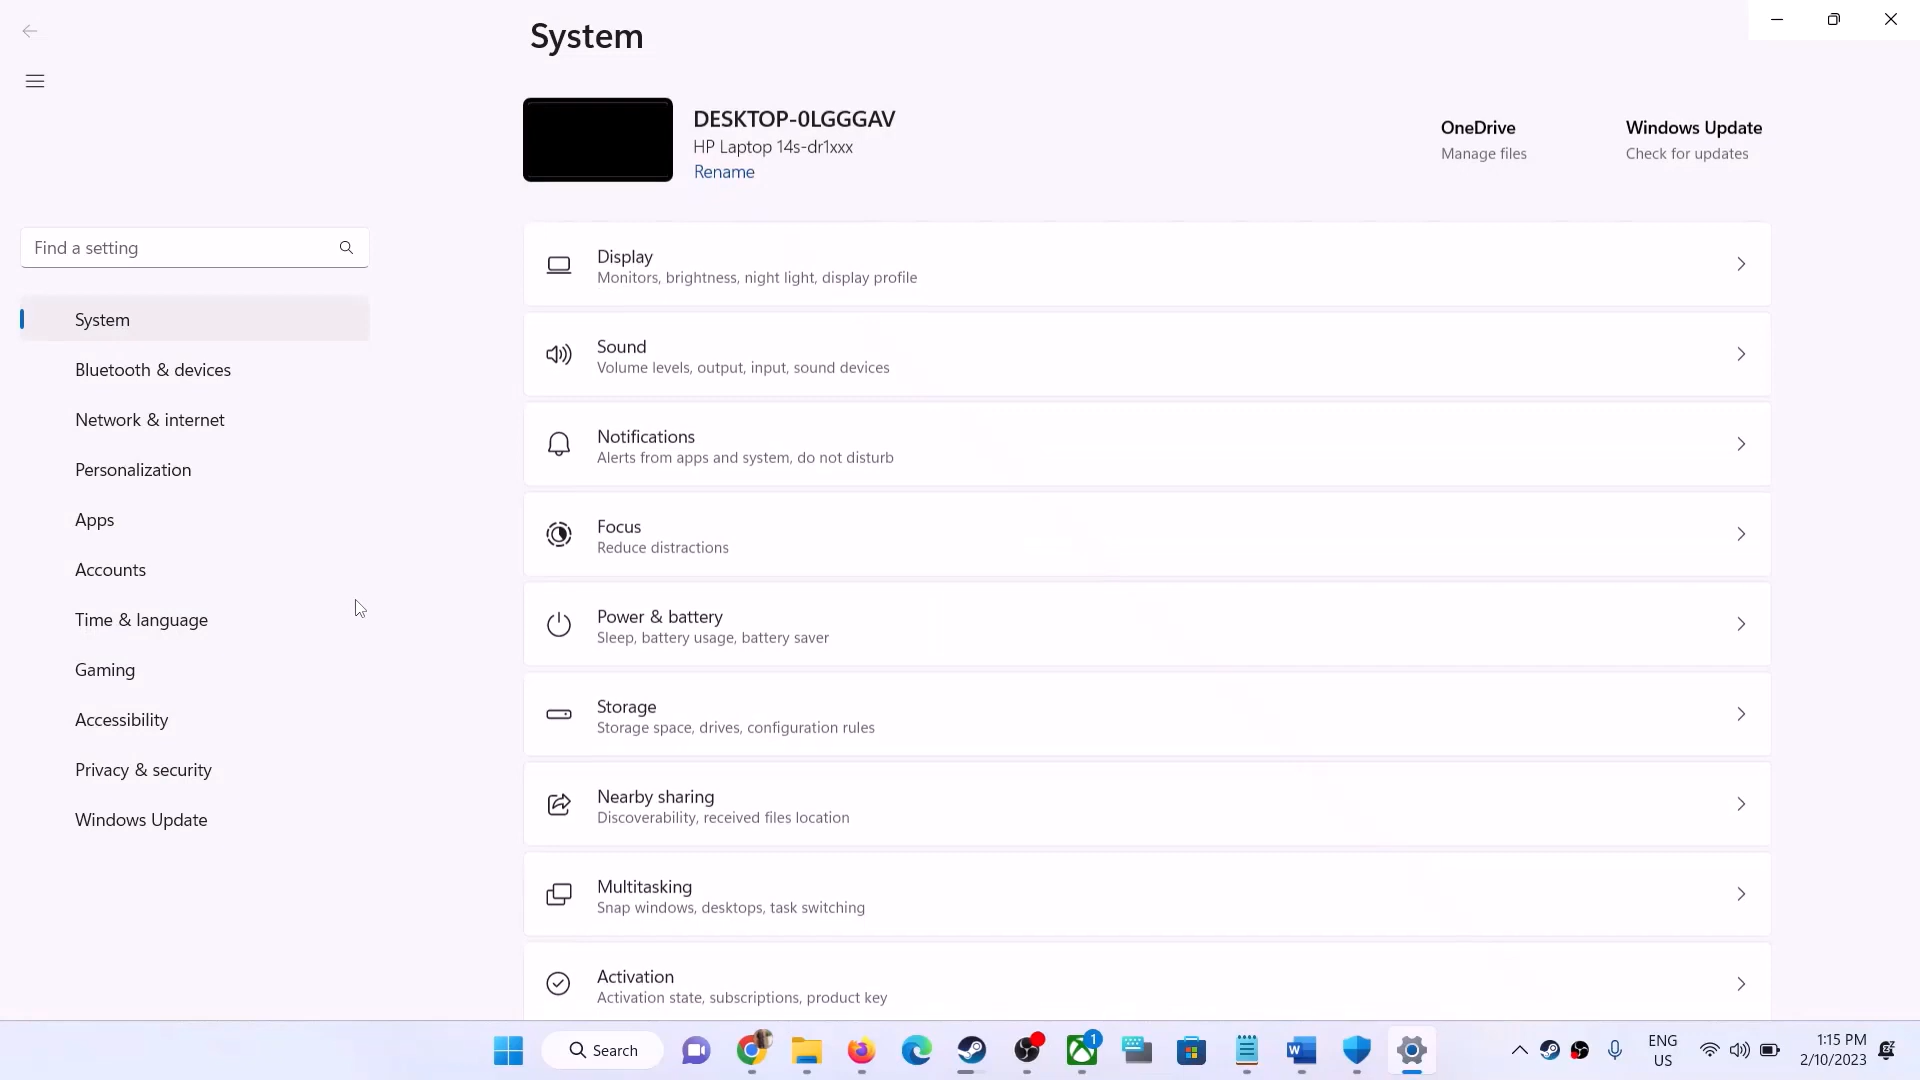 System
DESKTOP-0LGGGAV
HP Laptop 14s-dr1xxx
Rename
OneDrive
Manage files
Windows Update
Check for updates
Find a setting
System
Bluetooth & devices
Network & internet
Personalization
Apps
Accounts
Time & language
Gaming
Accessibility
Privacy & security
Windows Update
Display
Monitors, brightness, night light, display profile
Sound
Volume levels, output, input, sound devices
Notifications
Alerts from apps and system, do not disturb
Focus
Reduce distractions
Power & battery
Sleep, battery usage, battery saver
Storage
Storage space, drives, configuration rules
Nearby sharing
Discoverability, received files location
Multitasking
Snap windows, desktops, task switching
Activation
Activation state, subscriptions, product key
Search
1
W
ENG
US
1:15 PM
2/10/2023